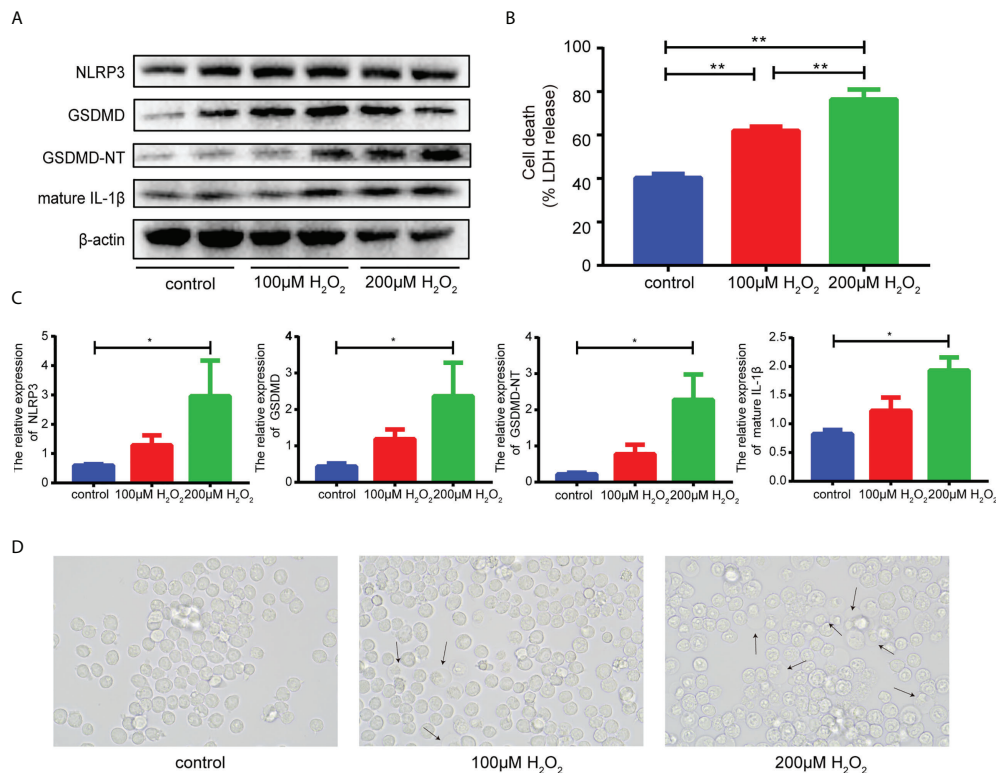 A
NLRP3
GSDMD
GSDMD-NT
mature IL-1β
β-actin
control 100μM H₂O₂ 200μM H₂O₂
B
Cell death
(% LDH release)
100
80
60
40
20
0
** 
** **
control 100μM H₂O₂ 200μM H₂O₂
C
The relative expression
of NLRP3
5
4
3
2
1
0
*
control 100μM H₂O₂ 200μM H₂O₂
The relative expression
of GSDMD
4
3
2
1
0
*
control 100μM H₂O₂ 200μM H₂O₂
The relative expression
of GSDMD-NT
4
3
2
1
0
*
control 100μM H₂O₂ 200μM H₂O₂
The relative expression
of mature IL-1β
2.5
2.0
1.5
1.0
0.5
0.0
*
control 100μM H₂O₂ 200μM H₂O₂
D
control 100μM H₂O₂ 200μM H₂O₂